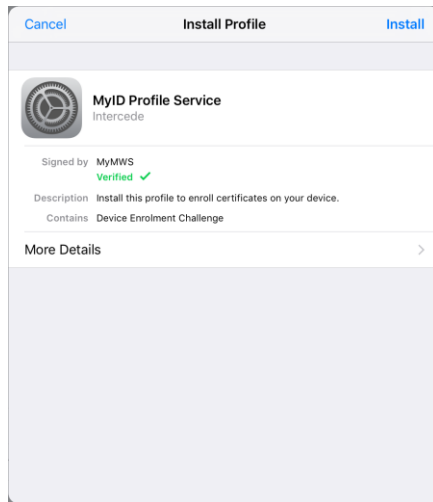 Cancel Install Profile Install
MyID Profile Service
Intercede
Signed by MyMWS
Verified ✓
Description Install this profile to enroll certificates on your device.
Contains Device Enrolment Challenge
More Details